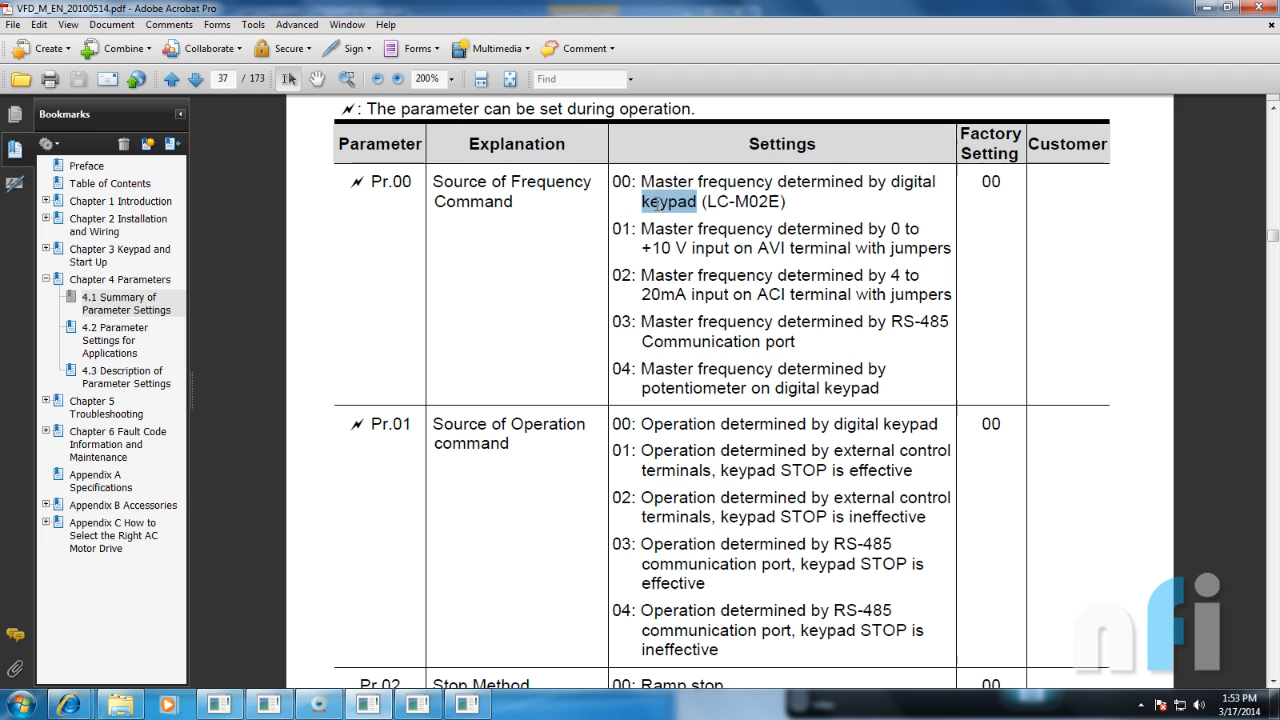 VFD_M_EN_20100514.pdf - Adobe Acrobat Pro
File Edit View Document Comments Forms Tools Advanced Window Help
Create Combine Collaborate Secure Sign Forms Multimedia Comment
37 / 173 200% Find
Bookmarks
Preface
Table of Contents
Chapter 1 Introduction
Chapter 2 Installation
and Wiring
Chapter 3 Keypad and
Start Up
Chapter 4 Parameters
4.1 Summary of
Parameter Settings
4.2 Parameter
Settings for
Applications
4.3 Description of
Parameter Settings
Chapter 5
Troubleshooting
Chapter 6 Fault Code
Information and
Maintenance
Appendix A
Specifications
Appendix B Accessories
Appendix C How to
Select the Right AC
Motor Drive
: The parameter can be set during operation.
Parameter Explanation Settings Factory Setting Customer
Pr.00 Source of Frequency 00: Master frequency determined by digital 00
Command keypad (LC-M02E)
01: Master frequency determined by 0 to
+10 V input on AVI terminal with jumpers
02: Master frequency determined by 4 to
20mA input on ACI terminal with jumpers
03: Master frequency determined by RS-485
Communication port
04: Master frequency determined by
potentiometer on digital keypad
Pr.01 Source of Operation 00: Operation determined by digital keypad 00
command
01: Operation determined by external control
terminals, keypad STOP is effective
02: Operation determined by external control
terminals, keypad STOP is ineffective
03: Operation determined by RS-485
communication port, keypad STOP is
effective
04: Operation determined by RS-485
communication port, keypad STOP is
ineffective
Pr.02 Stop Method 00: Ramp stop 00
nfi
1:53 PM
3/17/2014